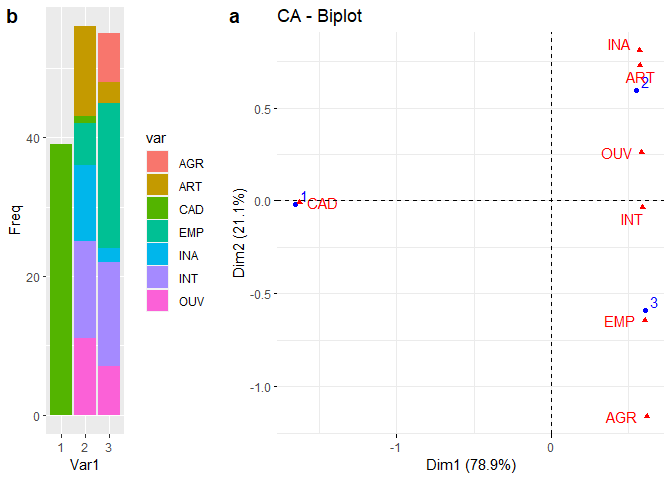 b
Freq
40
20
0
1 2 3
Var1
var
AGR
ART
CAD
EMP
INA
INT
OUV
a
CA - Biplot
Dim2 (21.1%)
0.5
0.0
-0.5
-1.0
INA
ART
2
OUV
1
CAD
INT
3
EMP
AGR
-1 0
Dim1 (78.9%)